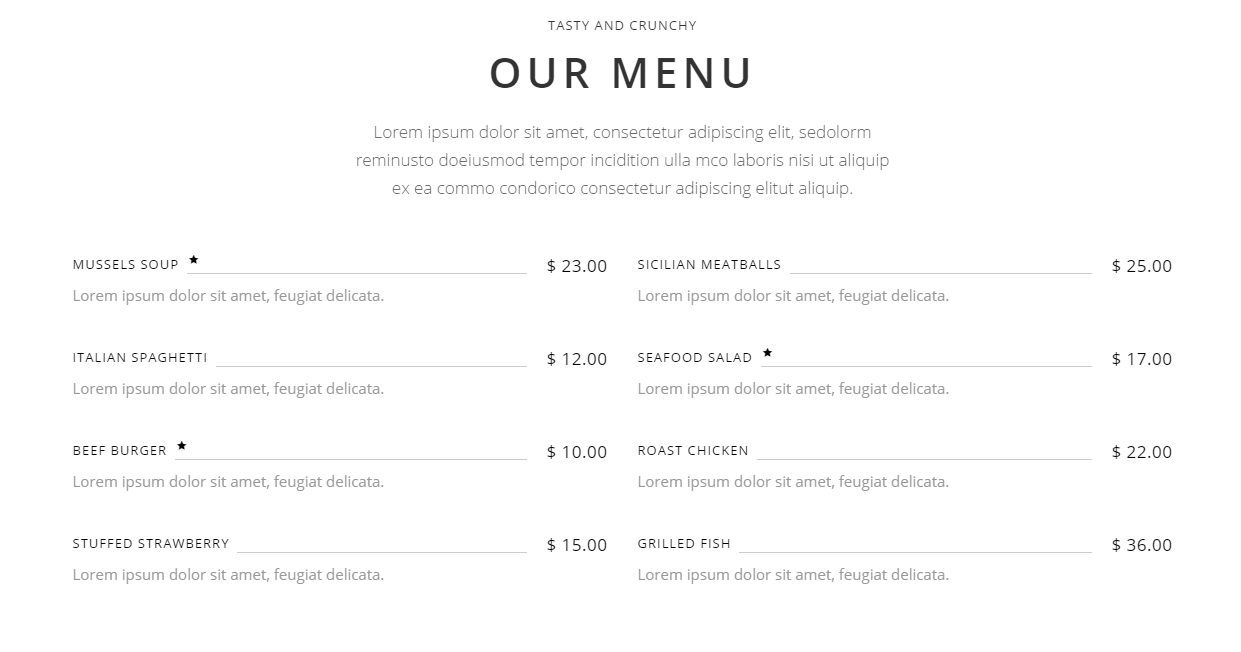 TASTY AND CRUNCHY
OUR MENU
Lorem ipsum dolor sit amet, consectetur adipiscing elit, sedolorm
reminusto doeiusmod tempor incidition ulla mco laboris nisi ut aliquip
ex ea commo condorico consectetur adipiscing elitut aliquip.
MUSSELS SOUP ★ $ 23.00
Lorem ipsum dolor sit amet, feugiat delicata.
ITALIAN SPAGHETTI $ 12.00
Lorem ipsum dolor sit amet, feugiat delicata.
BEEF BURGER ★ $ 10.00
Lorem ipsum dolor sit amet, feugiat delicata.
STUFFED STRAWBERRY $ 15.00
Lorem ipsum dolor sit amet, feugiat delicata.
SICILIAN MEATBALLS $ 25.00
Lorem ipsum dolor sit amet, feugiat delicata.
SEAFOOD SALAD ★ $ 17.00
Lorem ipsum dolor sit amet, feugiat delicata.
ROAST CHICKEN $ 22.00
Lorem ipsum dolor sit amet, feugiat delicata.
GRILLED FISH $ 36.00
Lorem ipsum dolor sit amet, feugiat delicata.